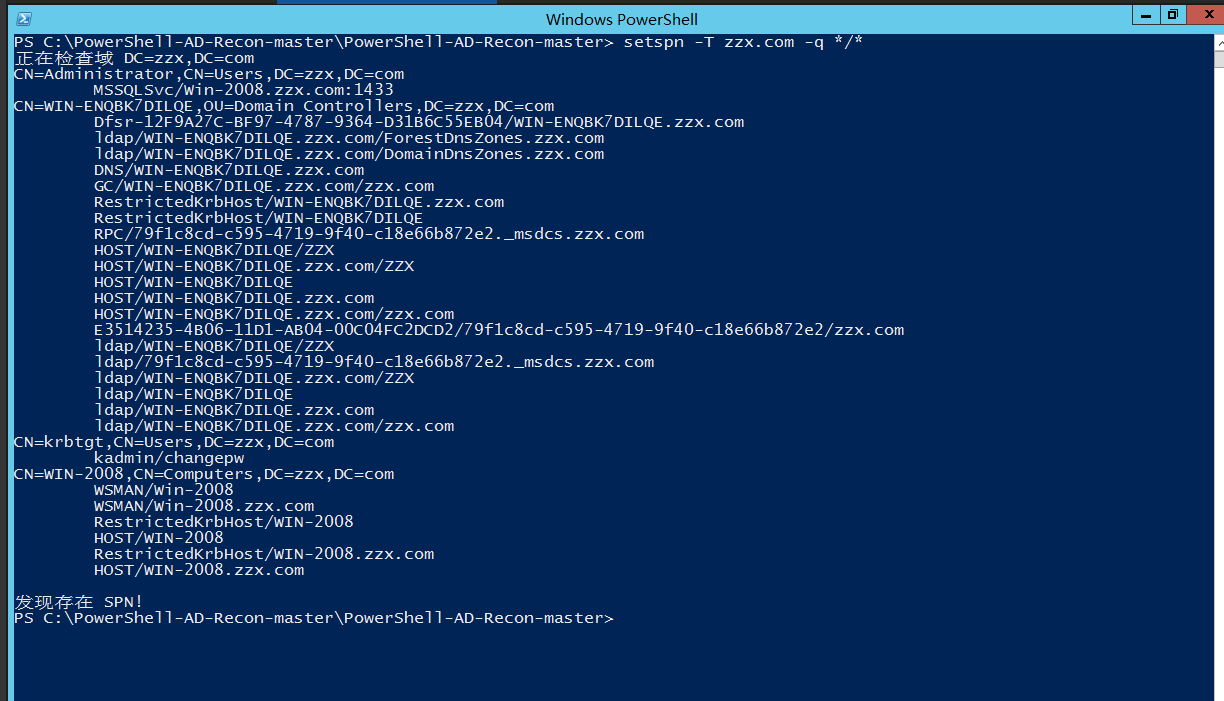 Windows PowerShell
PS C:\PowerShell-AD-Recon-master\PowerShell-AD-Recon-master> setspn -T zzx.com -q */*
正在检查域 DC=zzx,DC=com
CN=Administrator,CN=Users,DC=zzx,DC=com
MSSQLSvc/Win-2008.zzx.com:1433
CN=WIN-ENQBK7DILQE,OU=Domain Controllers,DC=zzx,DC=com
Dfsr-12F9A27C-BF97-4787-9364-D31B6C55EB04/WIN-ENQBK7DILQE.zzx.com
ldap/WIN-ENQBK7DILQE.zzx.com/ForestDnsZones.zzx.com
ldap/WIN-ENQBK7DILQE.zzx.com/DomainDnsZones.zzx.com
DNS/WIN-ENQBK7DILQE.zzx.com
GC/WIN-ENQBK7DILQE.zzx.com/zzx.com
RestrictedKrbHost/WIN-ENQBK7DILQE.zzx.com
RestrictedKrbHost/WIN-ENQBK7DILQE
RPC/79f1c8cd-c595-4719-9f40-c18e66b872e2._msdcs.zzx.com
HOST/WIN-ENQBK7DILQE/ZZX
HOST/WIN-ENQBK7DILQE.zzx.com/ZZX
HOST/WIN-ENQBK7DILQE
HOST/WIN-ENQBK7DILQE.zzx.com
HOST/WIN-ENQBK7DILQE.zzx.com/zzx.com
E3514235-4B06-11D1-AB04-00C04FC2DCD2/79f1c8cd-c595-4719-9f40-c18e66b872e2/zzx.com
ldap/WIN-ENQBK7DILQE/ZZX
ldap/79f1c8cd-c595-4719-9f40-c18e66b872e2._msdcs.zzx.com
ldap/WIN-ENQBK7DILQE.zzx.com/ZZX
ldap/WIN-ENQBK7DILQE
ldap/WIN-ENQBK7DILQE.zzx.com
ldap/WIN-ENQBK7DILQE.zzx.com/zzx.com
CN=krbtgt,CN=Users,DC=zzx,DC=com
kadmin/changepw
CN=WIN-2008,CN=Computers,DC=zzx,DC=com
WSMAN/Win-2008
WSMAN/Win-2008.zzx.com
RestrictedKrbHost/WIN-2008
HOST/WIN-2008
RestrictedKrbHost/WIN-2008.zzx.com
HOST/WIN-2008.zzx.com
发现存在 SPN!
PS C:\PowerShell-AD-Recon-master\PowerShell-AD-Recon-master>